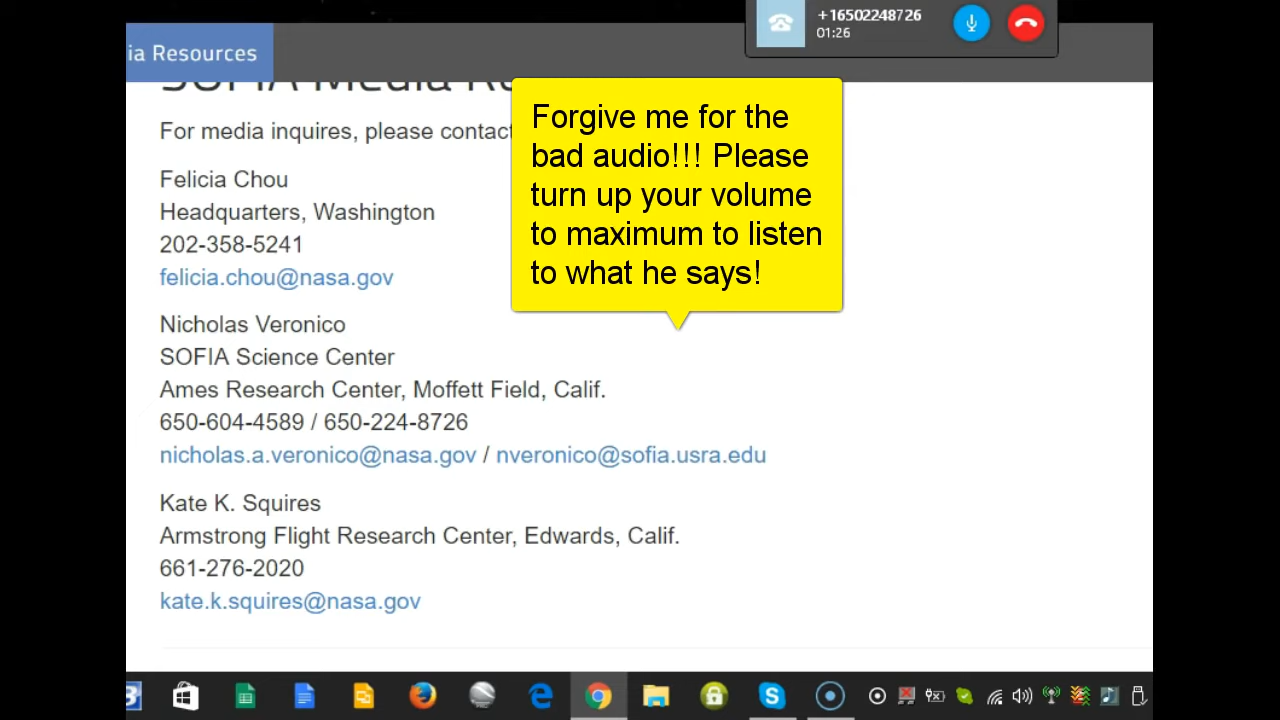 +16502248726
01:26
ia Resources
SOFIA Media Re
For media inquires, please contact
Forgive me for the
bad audio!!! Please
turn up your volume
to maximum to listen
to what he says!
Felicia Chou
Headquarters, Washington
202-358-5241
felicia.chou@nasa.gov
Nicholas Veronico
SOFIA Science Center
Ames Research Center, Moffett Field, Calif.
650-604-4589 / 650-224-8726
nicholas.a.veronico@nasa.gov / nveronico@sofia.usra.edu
Kate K. Squires
Armstrong Flight Research Center, Edwards, Calif.
661-276-2020
kate.k.squires@nasa.gov